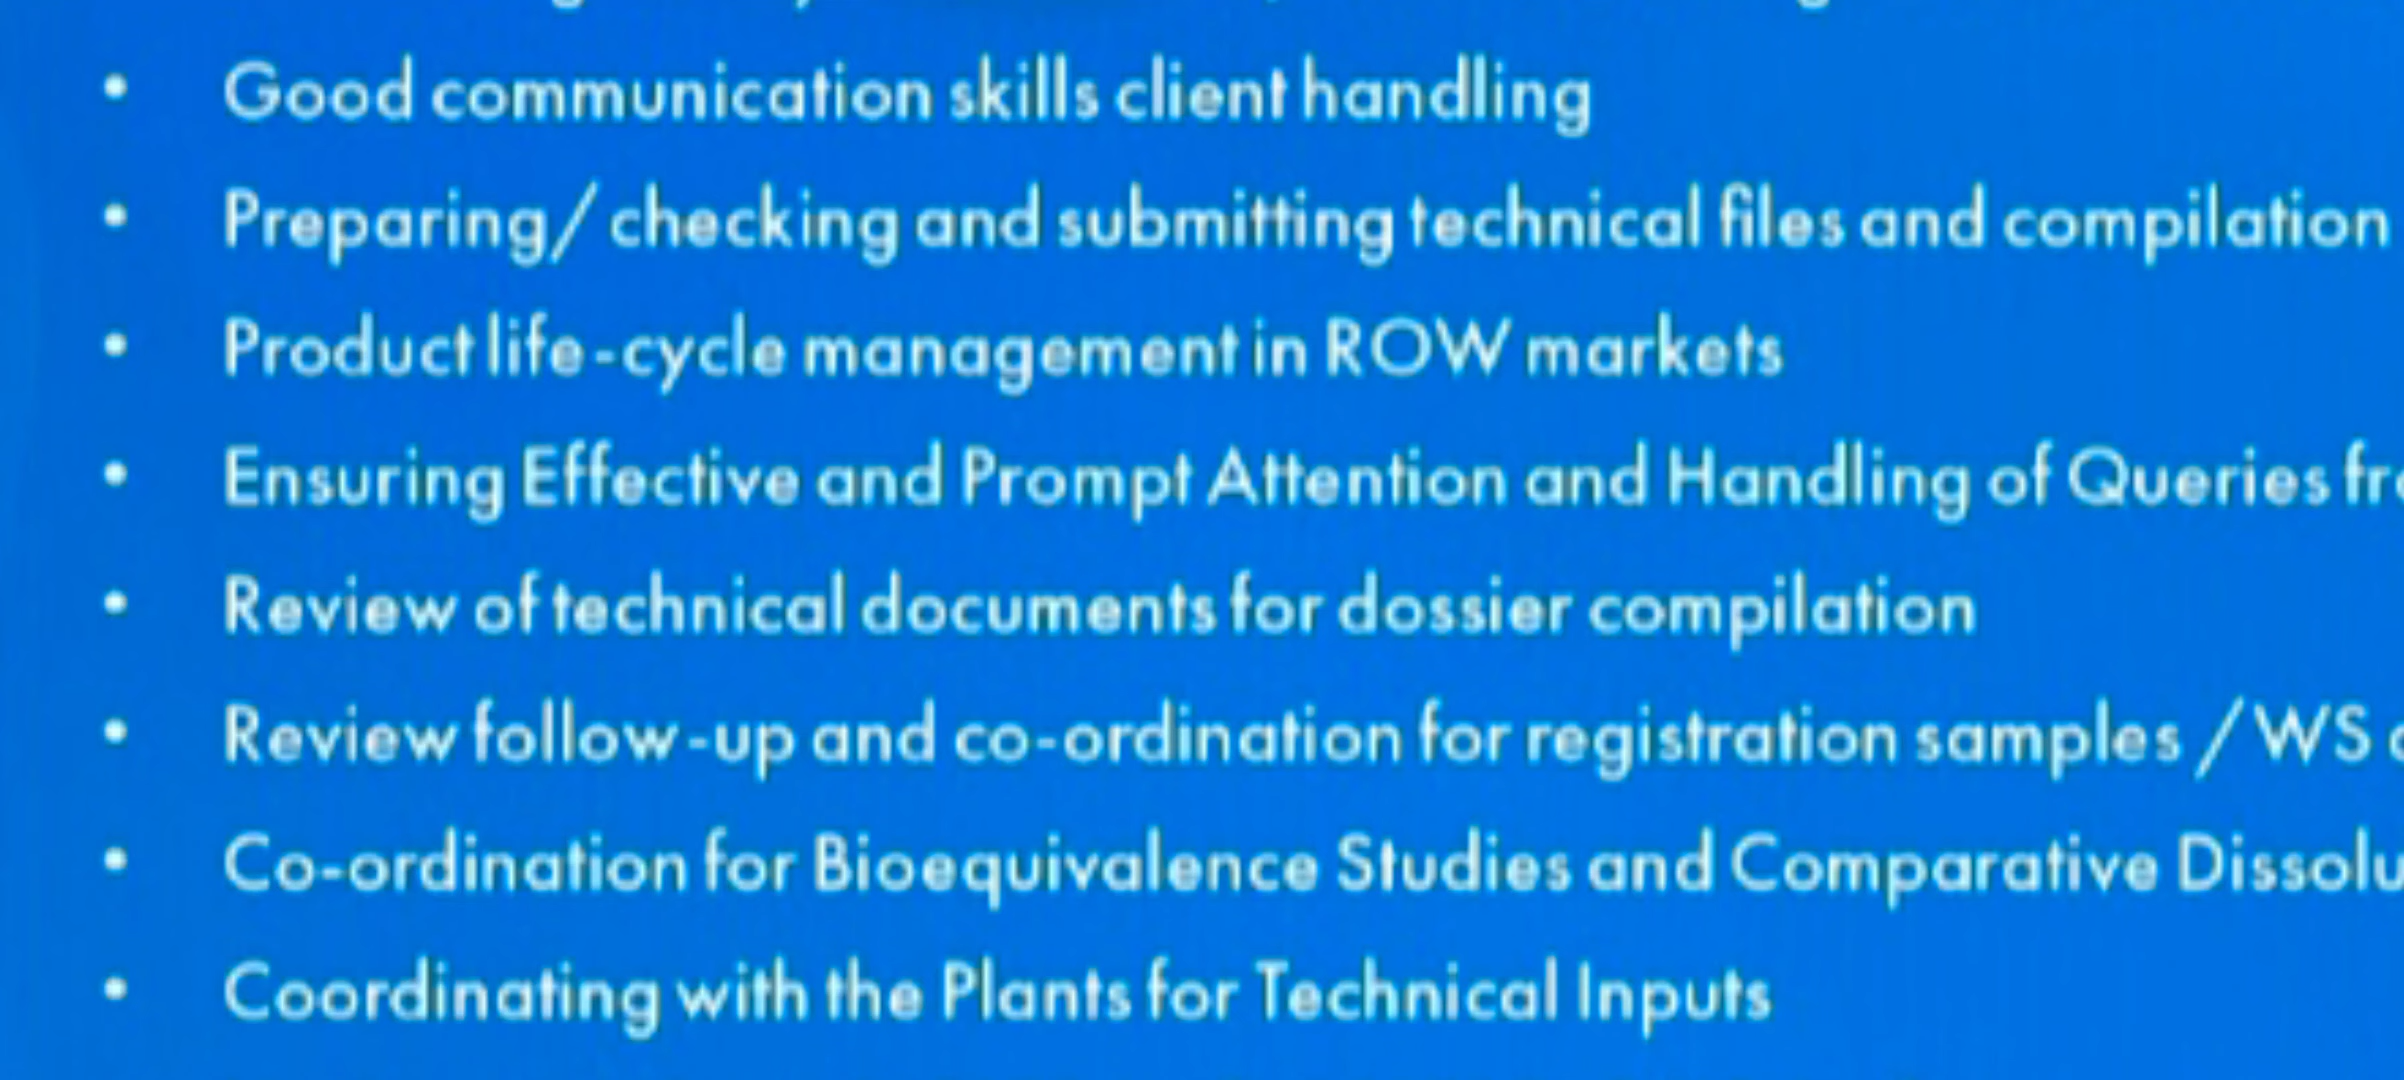 • Good communication skills client handling
• Preparing/ checking and submitting technical files and compilation
• Product life-cycle management in ROW markets
• Ensuring Effective and Prompt Attention and Handling of Queries
• Review of technical documents for dossier compilation
• Review follow-up and co-ordination for registration samples /WS
• Co-ordination for Bioequivalence Studies and Comparative
• Coordinating with the Plants for Technical Inputs